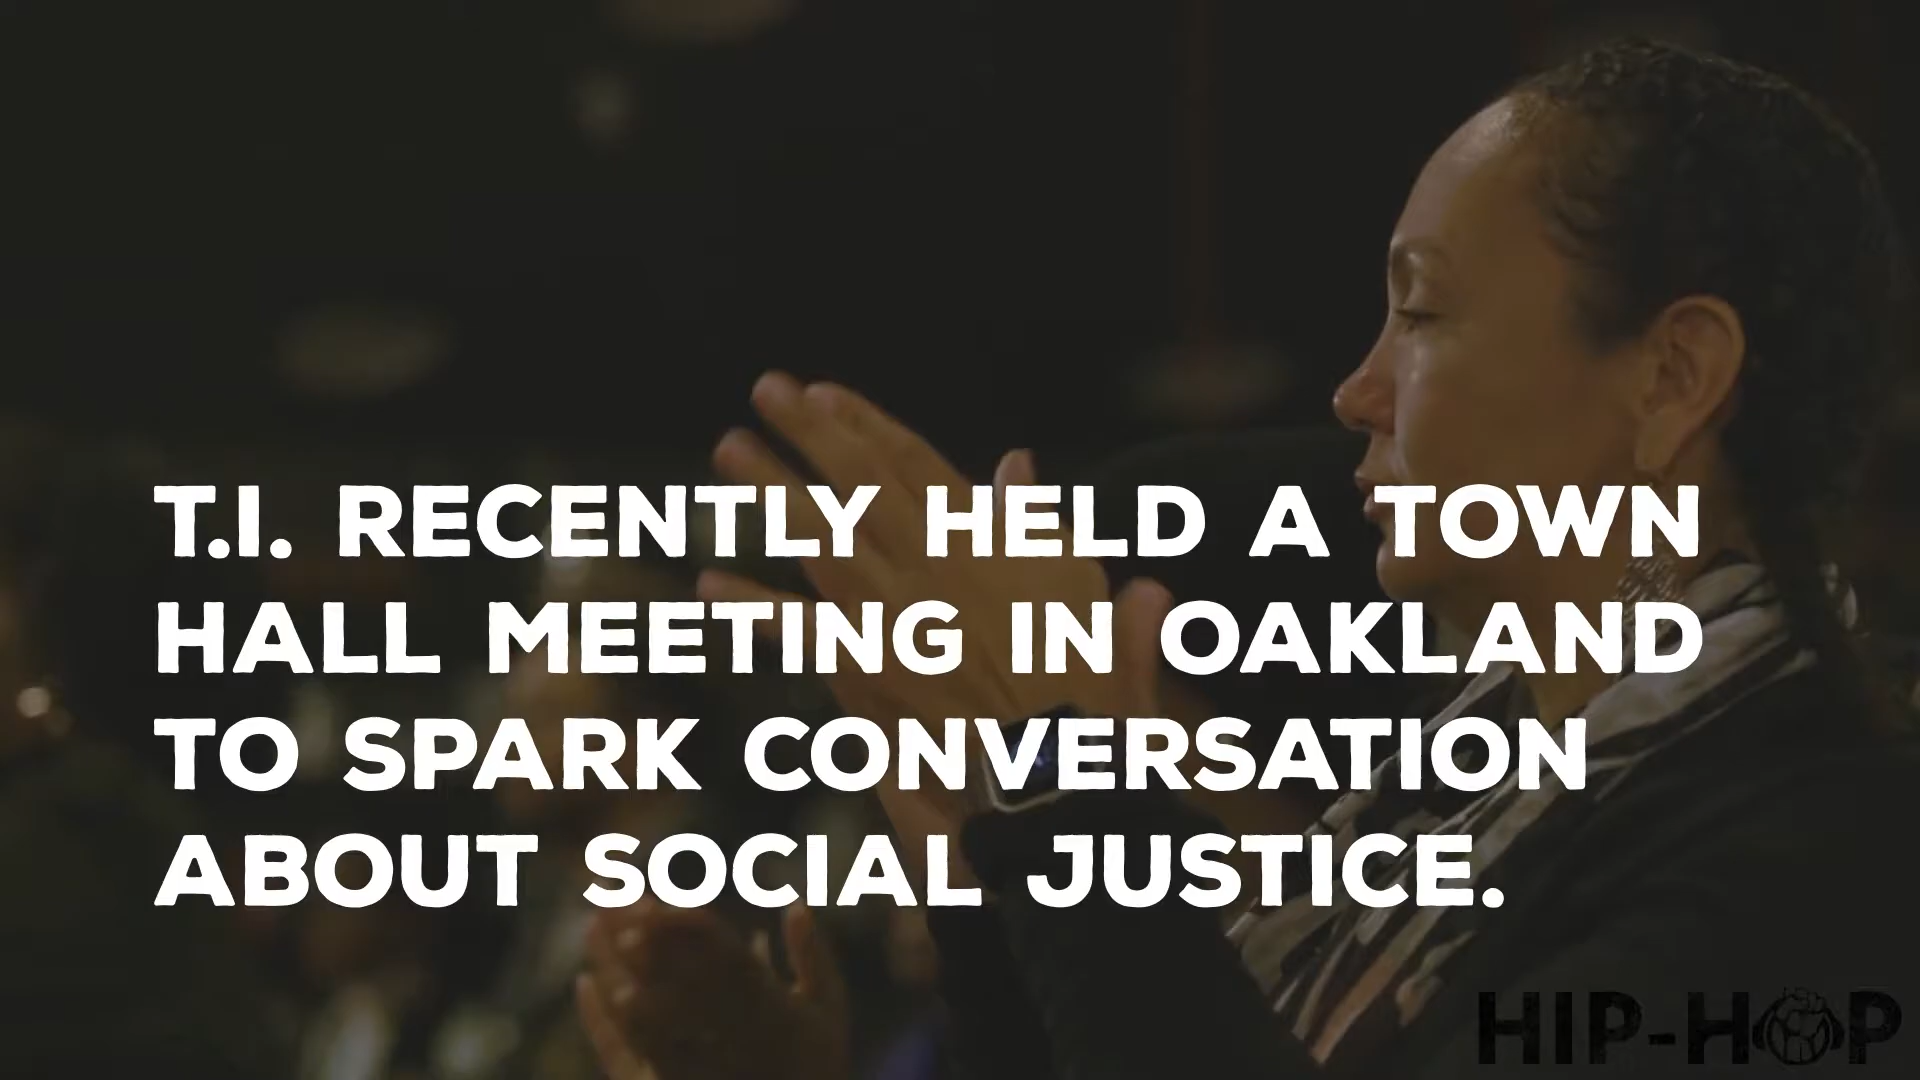 T.I. RECENTLY HELD A TOWN
HALL MEETING IN OAKLAND
TO SPARK CONVERSATION
ABOUT SOCIAL JUSTICE.
HIP-HOP